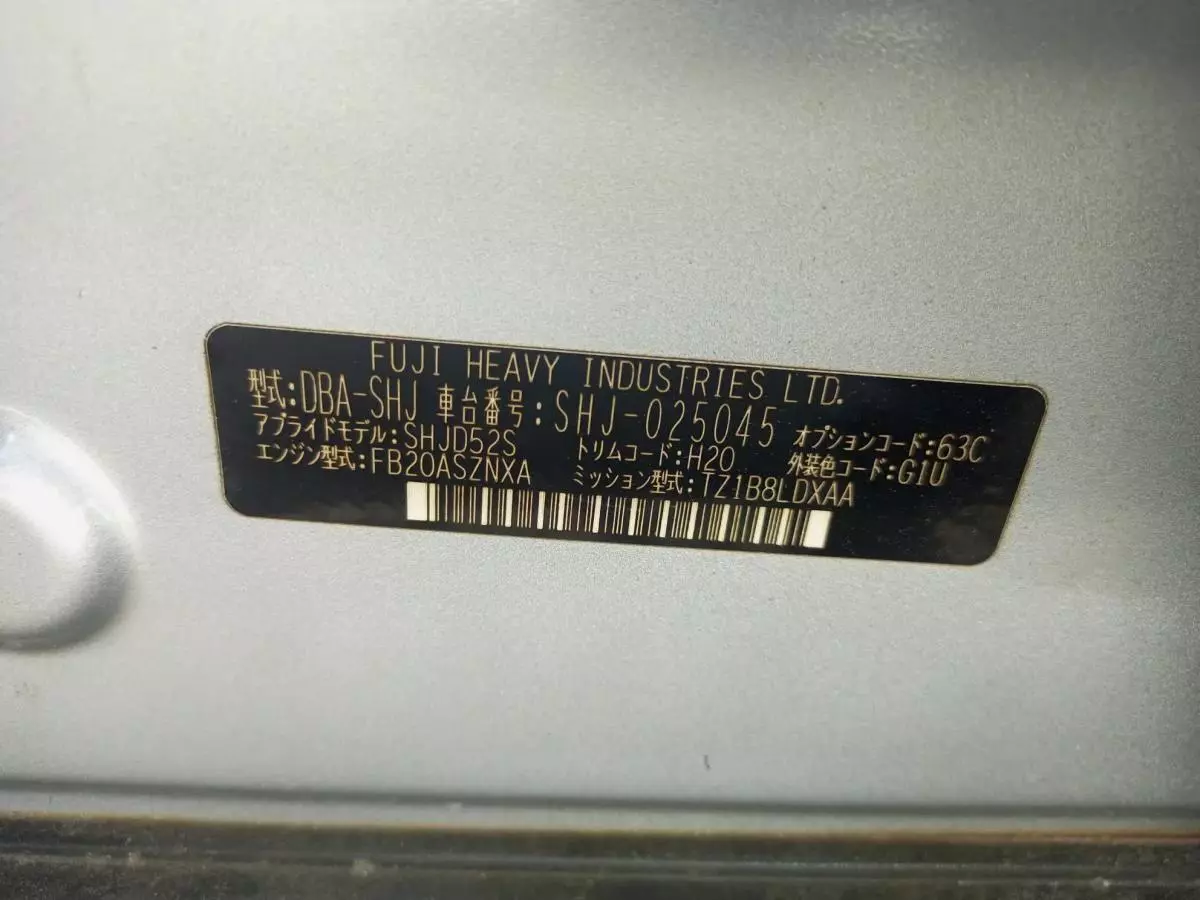 FUJI HEAVY INDUSTRIES LTD.
型式:DBA-SHJ 車台番号:SHJ-025045
アプライドモデル:SHJD52S トリムコード:H20 オプションコード:63C
エンジン型式:FB20ASZNXA ミッション型式:TZ1B8LDXAA 外装色コード:G1U